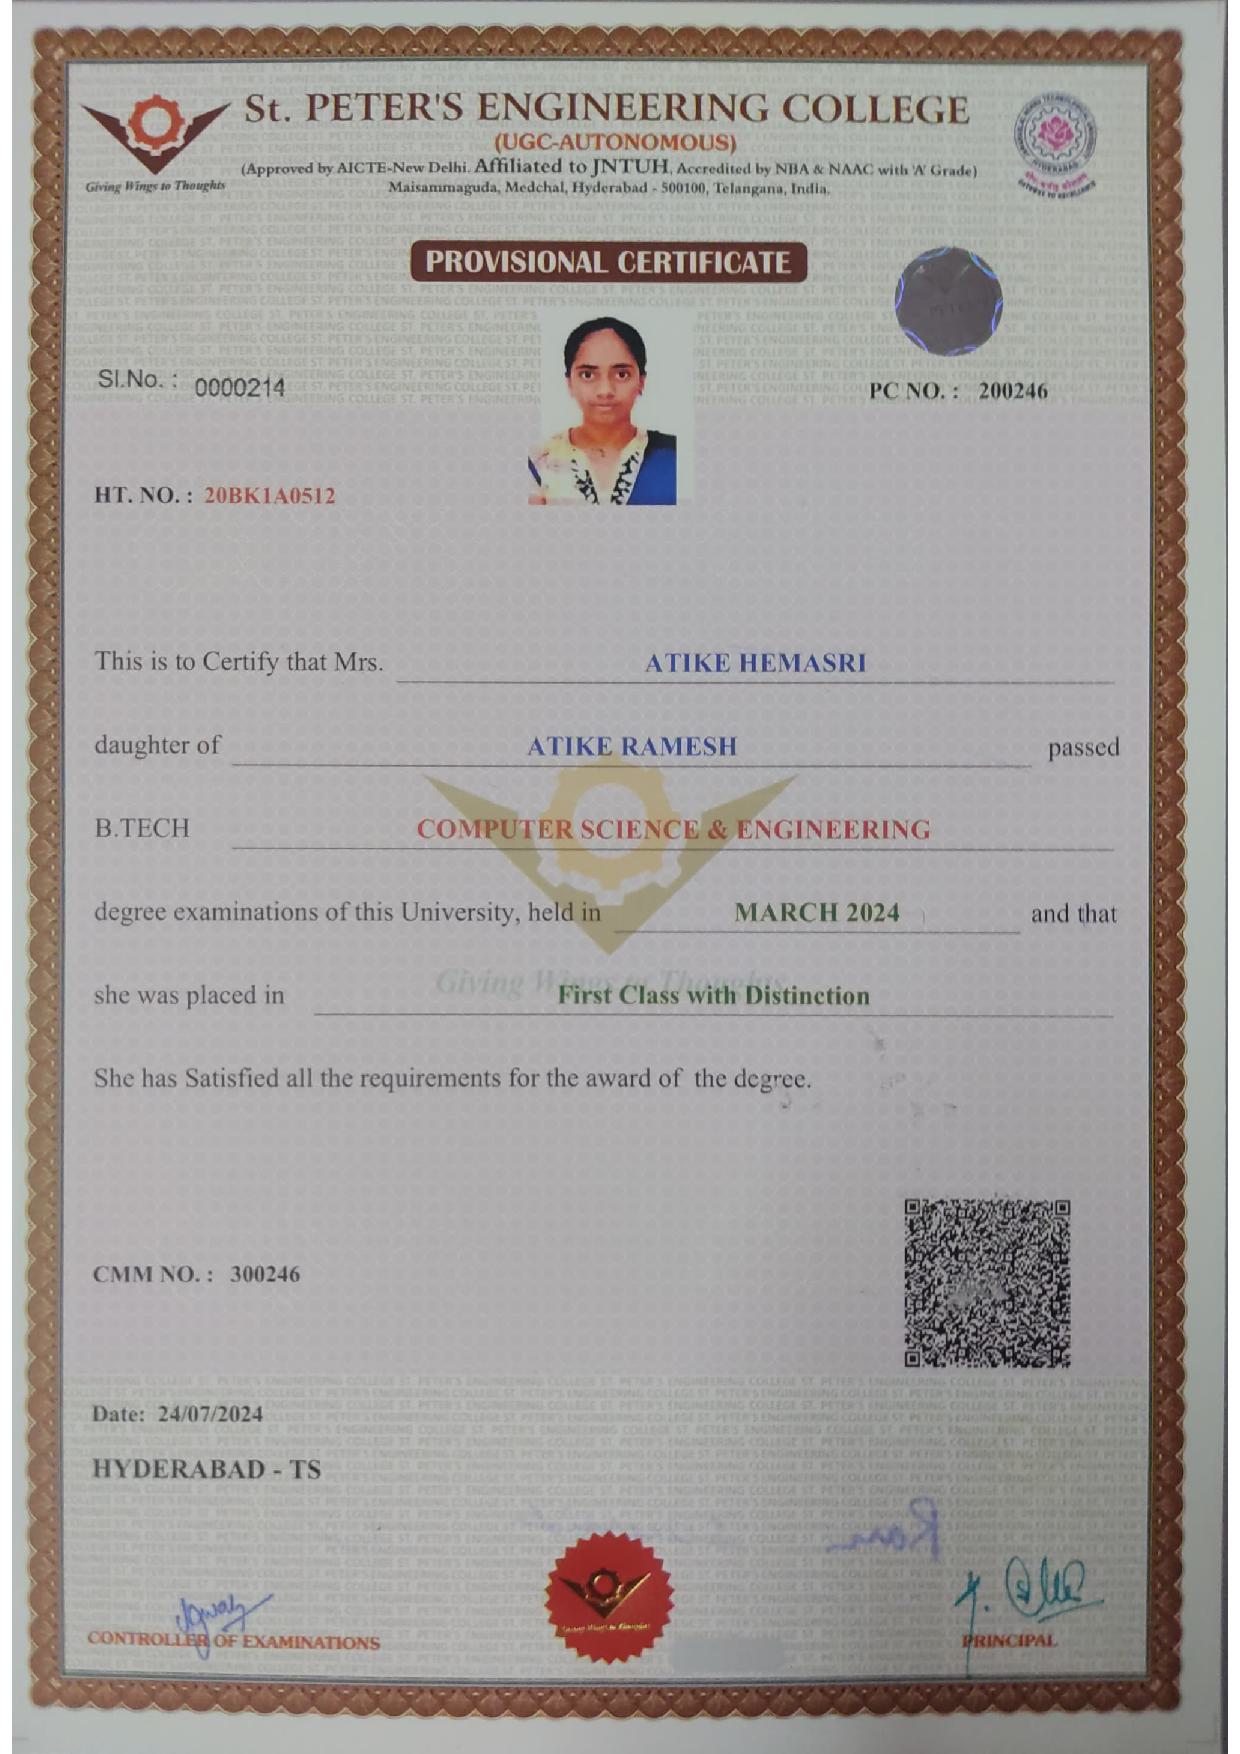 St. PETER'S ENGINEERING COLLEGE
(UGC-AUTONOMOUS)
(Approved by AICTE-New Delhi. Affiliated to JNTUH, Accredited by NBA & NAAC with 'A' Grade)
Maisammaguda, Medchal, Hyderabad - 500100, Telangana, India.
Giving Wings to Thoughts
PROVISIONAL CERTIFICATE
Sl.No. : 0000214
PC NO. : 200246
HT. NO. : 20BK1A0512
This is to Certify that Mrs. ATIKE HEMASRI
daughter of ATIKE RAMESH passed
B.TECH COMPUTER SCIENCE & ENGINEERING
degree examinations of this University, held in MARCH 2024 and that
Giving Wings to Thoughts
she was placed in First Class with Distinction
She has Satisfied all the requirements for the award of the degree.
CMM NO. : 300246
Date: 24/07/2024
HYDERABAD - TS
CONTROLLER OF EXAMINATIONS
PRINCIPAL